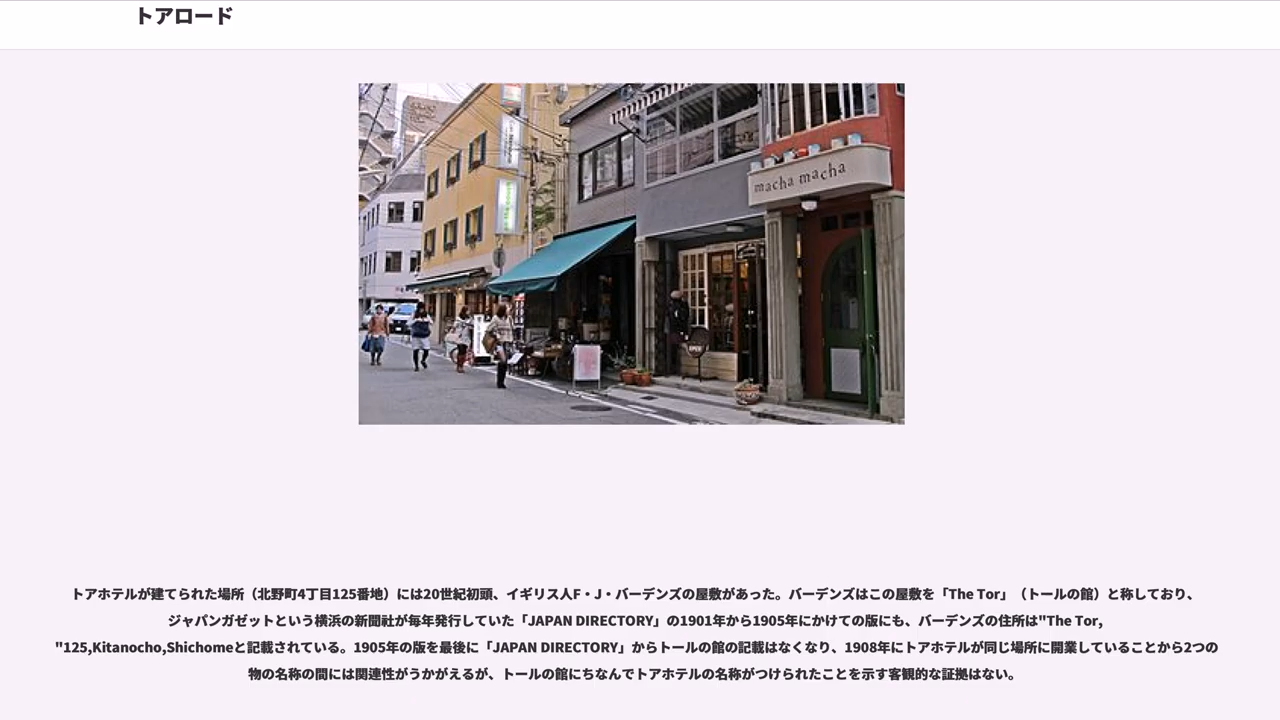 トアロード
macha macha
OPEN
トアホテルが建てられた場所（北野町4丁目125番地）には20世紀初頭、イギリス人F・J・バーデンズの屋敷があった。バーデンズはこの屋敷を「The Tor」（トールの館）と称しており、
ジャパンガゼットという横浜の新聞社が毎年発行していた「JAPAN DIRECTORY」の1901年から1905年にかけての版にも、バーデンズの住所は"The Tor,
"125,Kitanocho,Shichomeと記載されている。1905年の版を最後に「JAPAN DIRECTORY」からトールの館の記載はなくなり、1908年にトアホテルが同じ場所に開業していることから2つの
物の名称の間には関連性がうかがえるが、トールの館にちなんでトアホテルの名称がつけられたことを示す客観的な証拠はない。